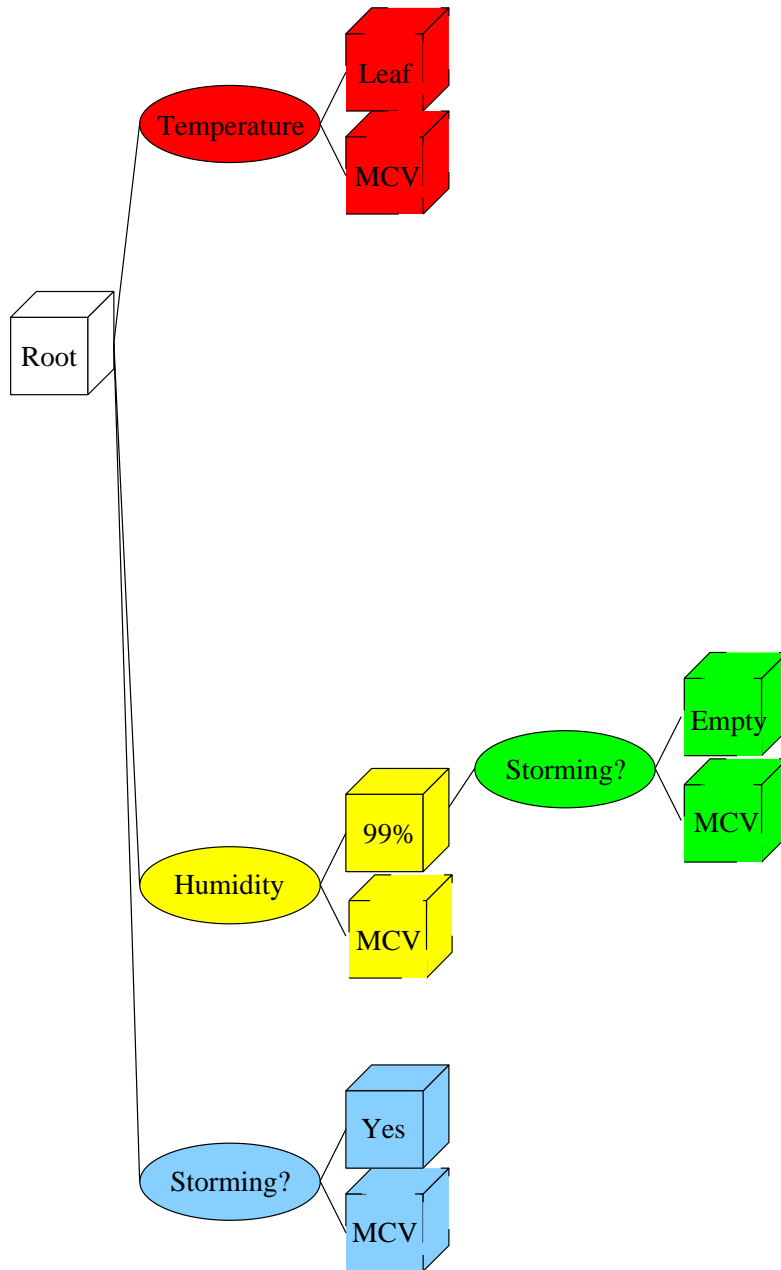 Leaf
Temperature
MCV
Root
Empty
Storming?
MCV
99%
Humidity
MCV
Yes
Storming?
MCV